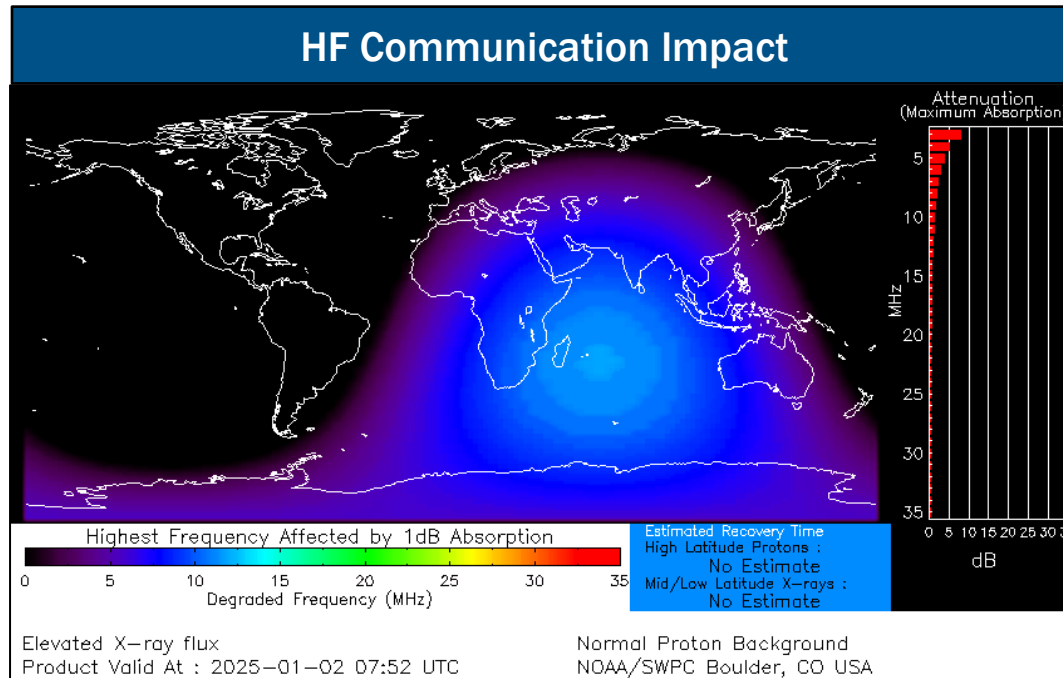 HF Communication Impact
Attenuation
(Maximum Absorption)
5
10
15
20
25
30
35
MHz
0 5 10 15 20 25 30 3
dB
Highest Frequency Affected by 1dB Absorption
0 5 10 15 20 25 30 35
Degraded Frequency (MHz)
Estimated Recovery Time
High Latitude Protons :
No Estimate
Mid/Low Latitude X-rays :
No Estimate
Elevated X-ray flux
Product Valid At : 2025-01-02 07:52 UTC
Normal Proton Background
NOAA/SWPC Boulder, CO USA